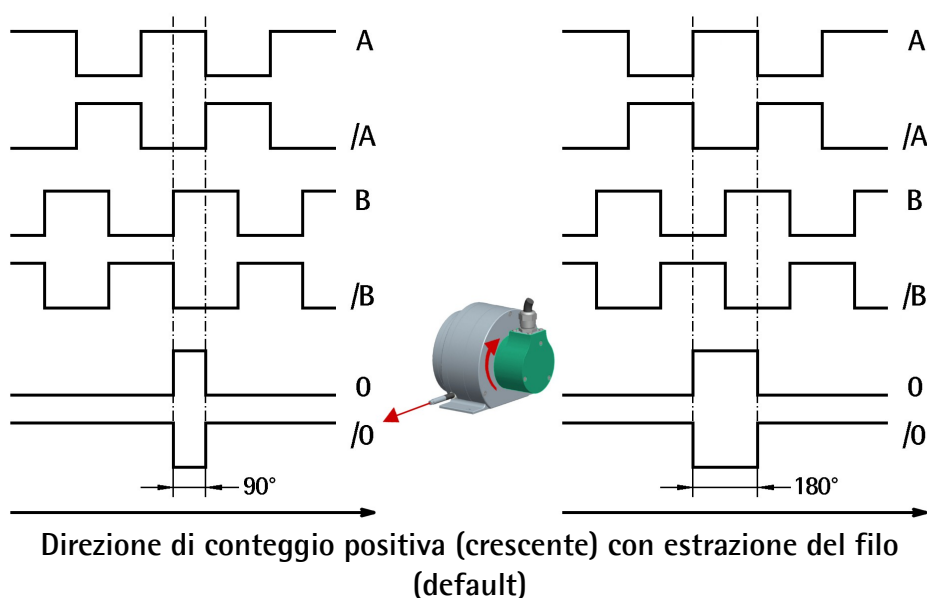 A
A
/A
/A
B
B
/B
/B
0
0
/0
/0
90°
180°
Direzione di conteggio positiva (crescente) con estrazione del filo
(default)